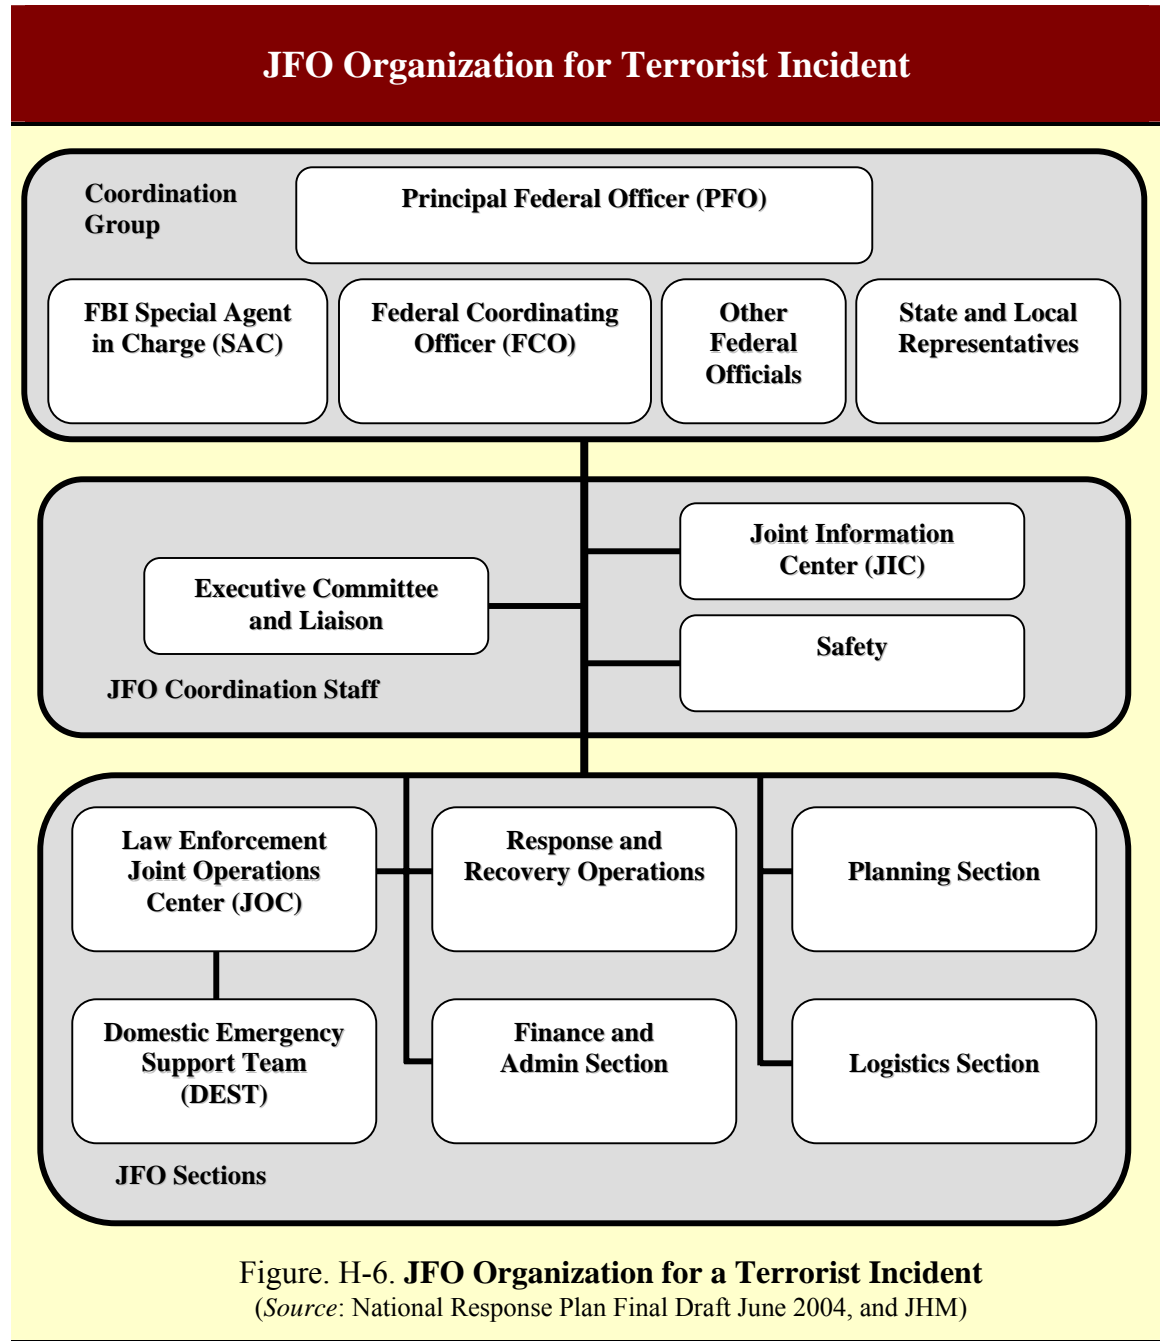 JFO Organization for Terrorist Incident
Coordination
Group
Principal Federal Officer (PFO)
FBI Special Agent
in Charge (SAC)
Federal Coordinating
Officer (FCO)
Other
Federal
Officials
State and Local
Representatives
Joint Information
Center (JIC)
Executive Committee
and Liaison
Safety
JFO Coordination Staff
Law Enforcement
Joint Operations
Center (JOC)
Response and
Recovery Operations
Planning Section
Domestic Emergency
Support Team
(DEST)
Finance and
Admin Section
Logistics Section
JFO Sections
Figure. H-6. JFO Organization for a Terrorist Incident
(Source: National Response Plan Final Draft June 2004, and JHM)